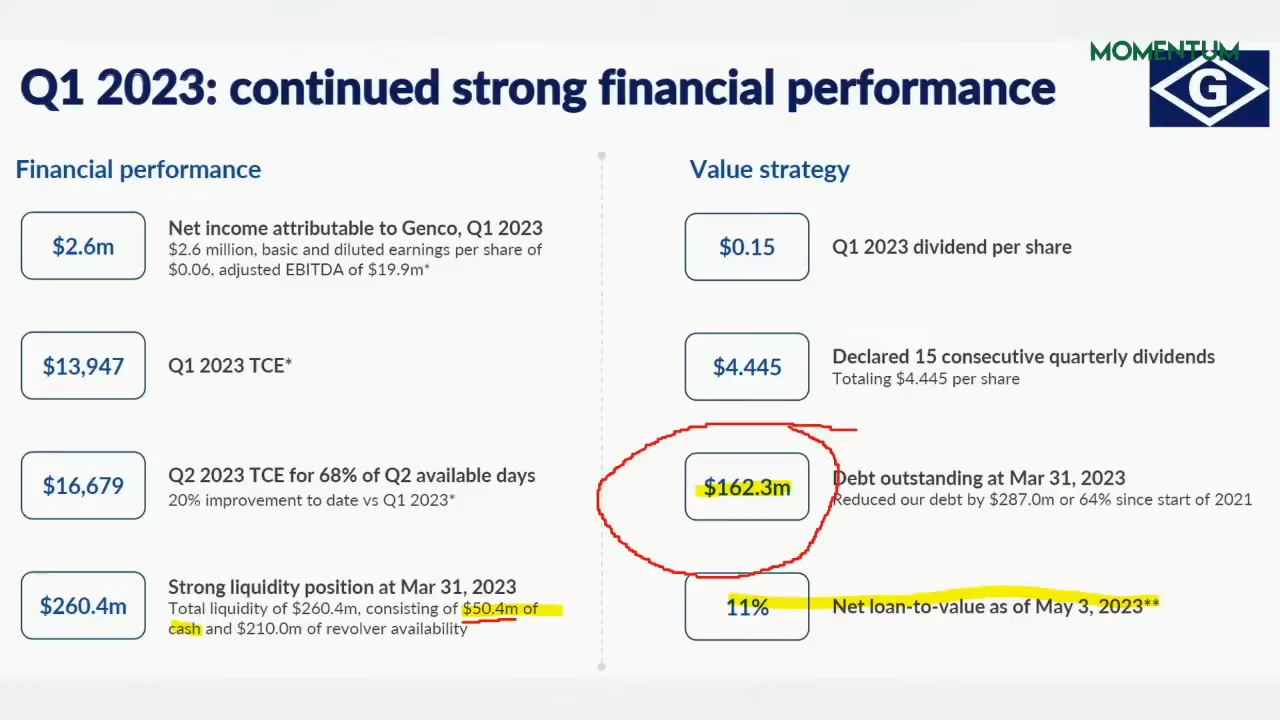 MOMENTUM
Q1 2023: continued strong financial performance
G
Financial performance
$2.6m
Net income attributable to Genco, Q1 2023
$2.6 million, basic and diluted earnings per share of
$0.06, adjusted EBITDA of $19.9m*
$13,947
Q1 2023 TCE*
$16,679
Q2 2023 TCE for 68% of Q2 available days
20% improvement to date vs Q1 2023*
$260.4m
Strong liquidity position at Mar 31, 2023
Total liquidity of $260.4m, consisting of $50.4m of
cash and $210.0m of revolver availability
Value strategy
$0.15
Q1 2023 dividend per share
$4.445
Declared 15 consecutive quarterly dividends
Totaling $4.445 per share
$162.3m
Debt outstanding at Mar 31, 2023
Reduced our debt by $287.0m or 64% since start of 2021
11%
Net loan-to-value as of May 3, 2023**